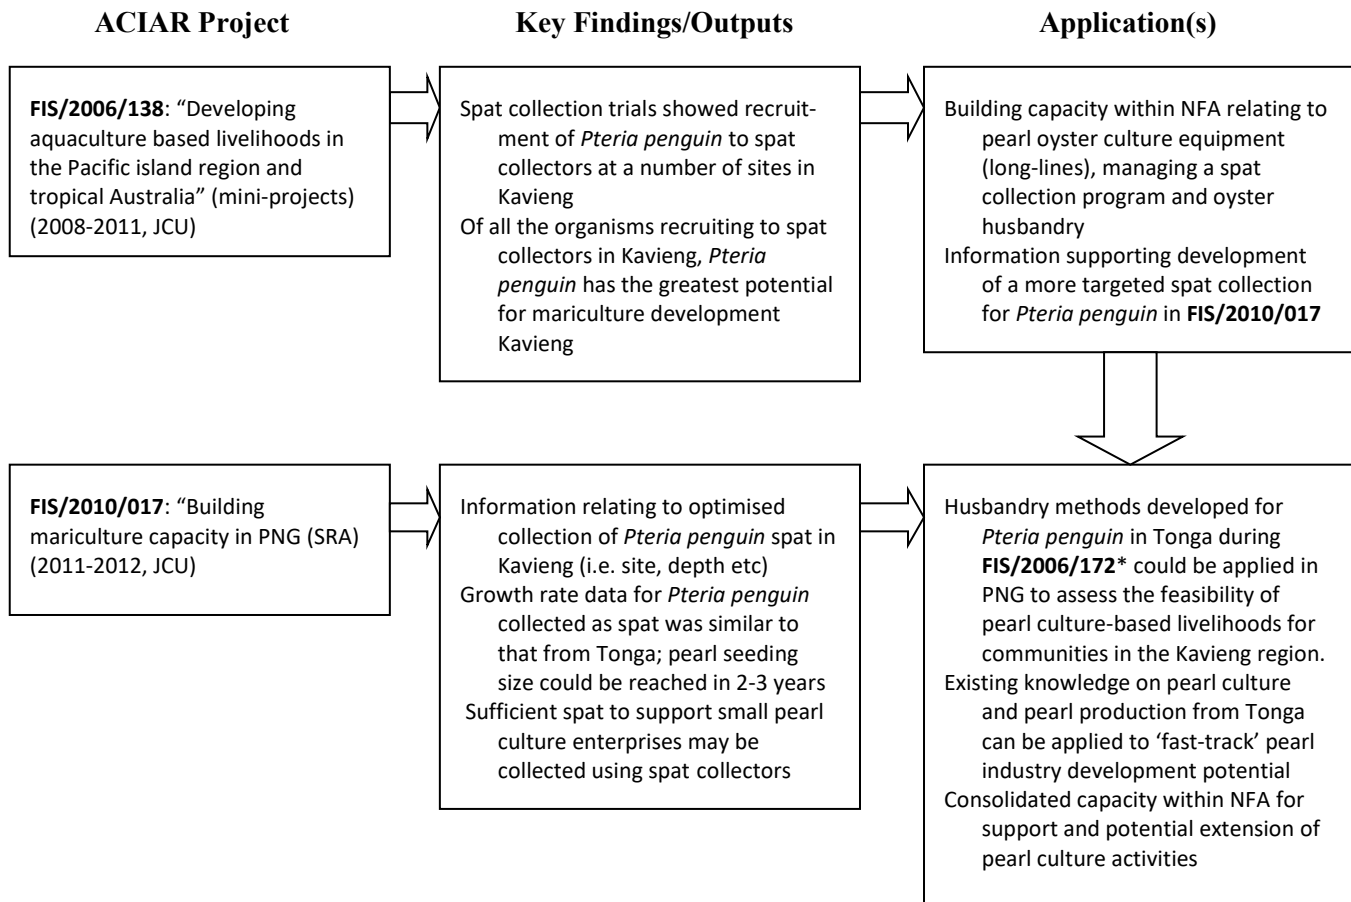 ACIAR Project
Key Findings/Outputs
Application(s)
FIS/2006/138: “Developing
aquaculture based livelihoods in
the Pacific island region and
tropical Australia” (mini-projects)
(2008-2011, JCU)
Spat collection trials showed recruit-
ment of Pteria penguin to spat
collectors at a number of sites in
Kavieng
Of all the organisms recruiting to spat
collectors in Kavieng, Pteria
penguin has the greatest potential
for mariculture development
Kavieng
Building capacity within NFA relating to
pearl oyster culture equipment
(long-lines), managing a spat
collection program and oyster
husbandry
Information supporting development
of a more targeted spat collection
for Pteria penguin in FIS/2010/017
FIS/2010/017: “Building
mariculture capacity in PNG (SRA)
(2011-2012, JCU)
Information relating to optimised
collection of Pteria penguin spat in
Kavieng (i.e. site, depth etc)
Growth rate data for Pteria penguin
collected as spat was similar to
that from Tonga; pearl seeding
size could be reached in 2-3 years
Sufficient spat to support small pearl
culture enterprises may be
collected using spat collectors
Husbandry methods developed for
Pteria penguin in Tonga during
FIS/2006/172* could be applied in
PNG to assess the feasibility of
pearl culture-based livelihoods for
communities in the Kavieng region.
Existing knowledge on pearl culture
and pearl production from Tonga
can be applied to ‘fast-track’ pearl
industry development potential
Consolidated capacity within NFA for
support and potential extension of
pearl culture activities